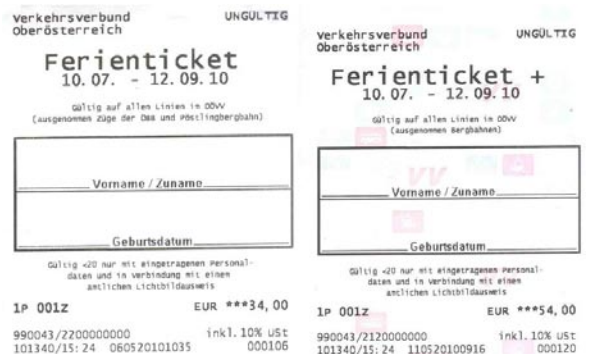 Verkehrsverbund UNGÜLTIG
Oberösterreich
Ferienticket
10.07. - 12.09.10
Gültig auf allen Linien im OÖVV
(ausgenommen Züge der ÖBB und Pöstlingbergbahn)
Vorname / Zuname
Geburtsdatum
Gültig <20 nur mit eingetragenen Personal-
daten und in Verbindung mit einen
amtlichen Lichtbildausweis
1P 001Z EUR ***34,00
990043/2200000000 inkl.10% USt
101340/15:24 060520101035 000106
Verkehrsverbund UNGÜLTIG
Oberösterreich
Ferienticket +
10.07. - 12.09.10
Gültig auf allen Linien im OÖVV
(ausgenommen Bergbahnen)
VV
Vorname / Zuname
Geburtsdatum
Gültig <20 nur mit eingetragenen Personal-
daten und in Verbindung mit einen
amtlichen Lichtbildausweis
1P 001Z EUR ***54,00
990043/2120000000 inkl.10% USt
101340/15:24 110520100916 000120